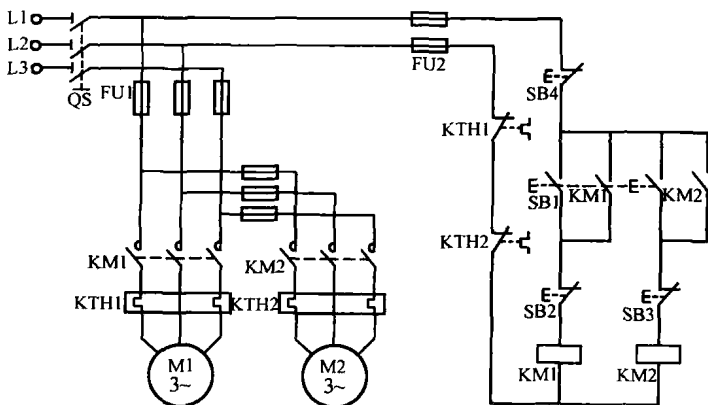 L1
L2
L3
QS
FU1
FU2
SB4
KTH1
SB1
KM1
KM2
KTH2
KM1
KM2
KTH1
KTH2
SB2
SB3
M1
3~
M2
3~
KM1
KM2